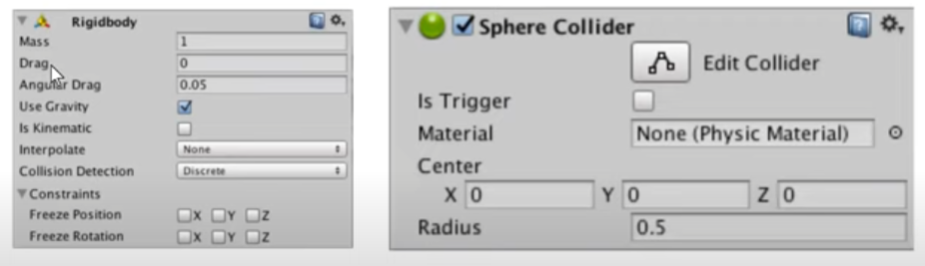 Rigidbody
Mass 1
Drag 0
Angular Drag 0.05
Use Gravity
Is Kinematic
Interpolate None
Collision Detection Discrete
Constraints
Freeze Position X Y Z
Freeze Rotation X Y Z
Sphere Collider
Edit Collider
Is Trigger
Material None (Physic Material)
Center
X 0 Y 0 Z 0
Radius 0.5